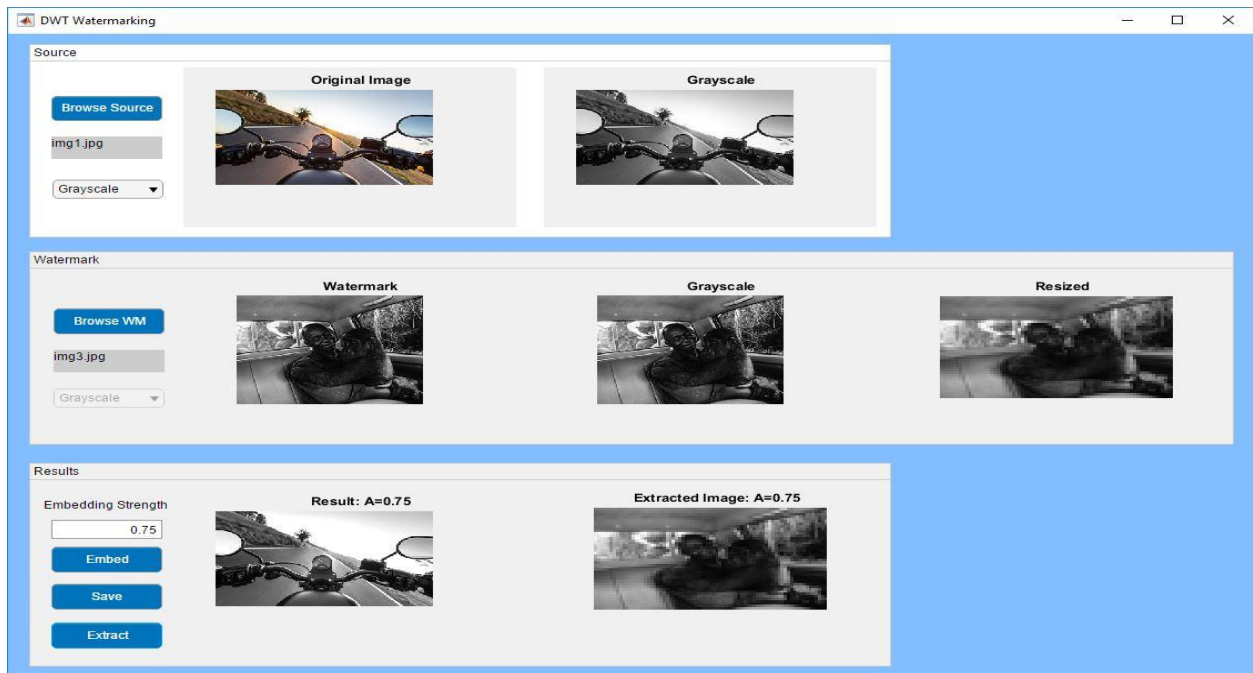 DWT Watermarking
Source
Original Image
Grayscale
Browse Source
img1.jpg
Grayscale
Watermark
Watermark
Grayscale
Resized
Browse WM
img3.jpg
Grayscale
Results
Embedding Strength
Result: A=0.75
Extracted Image: A=0.75
0.75
Embed
Save
Extract